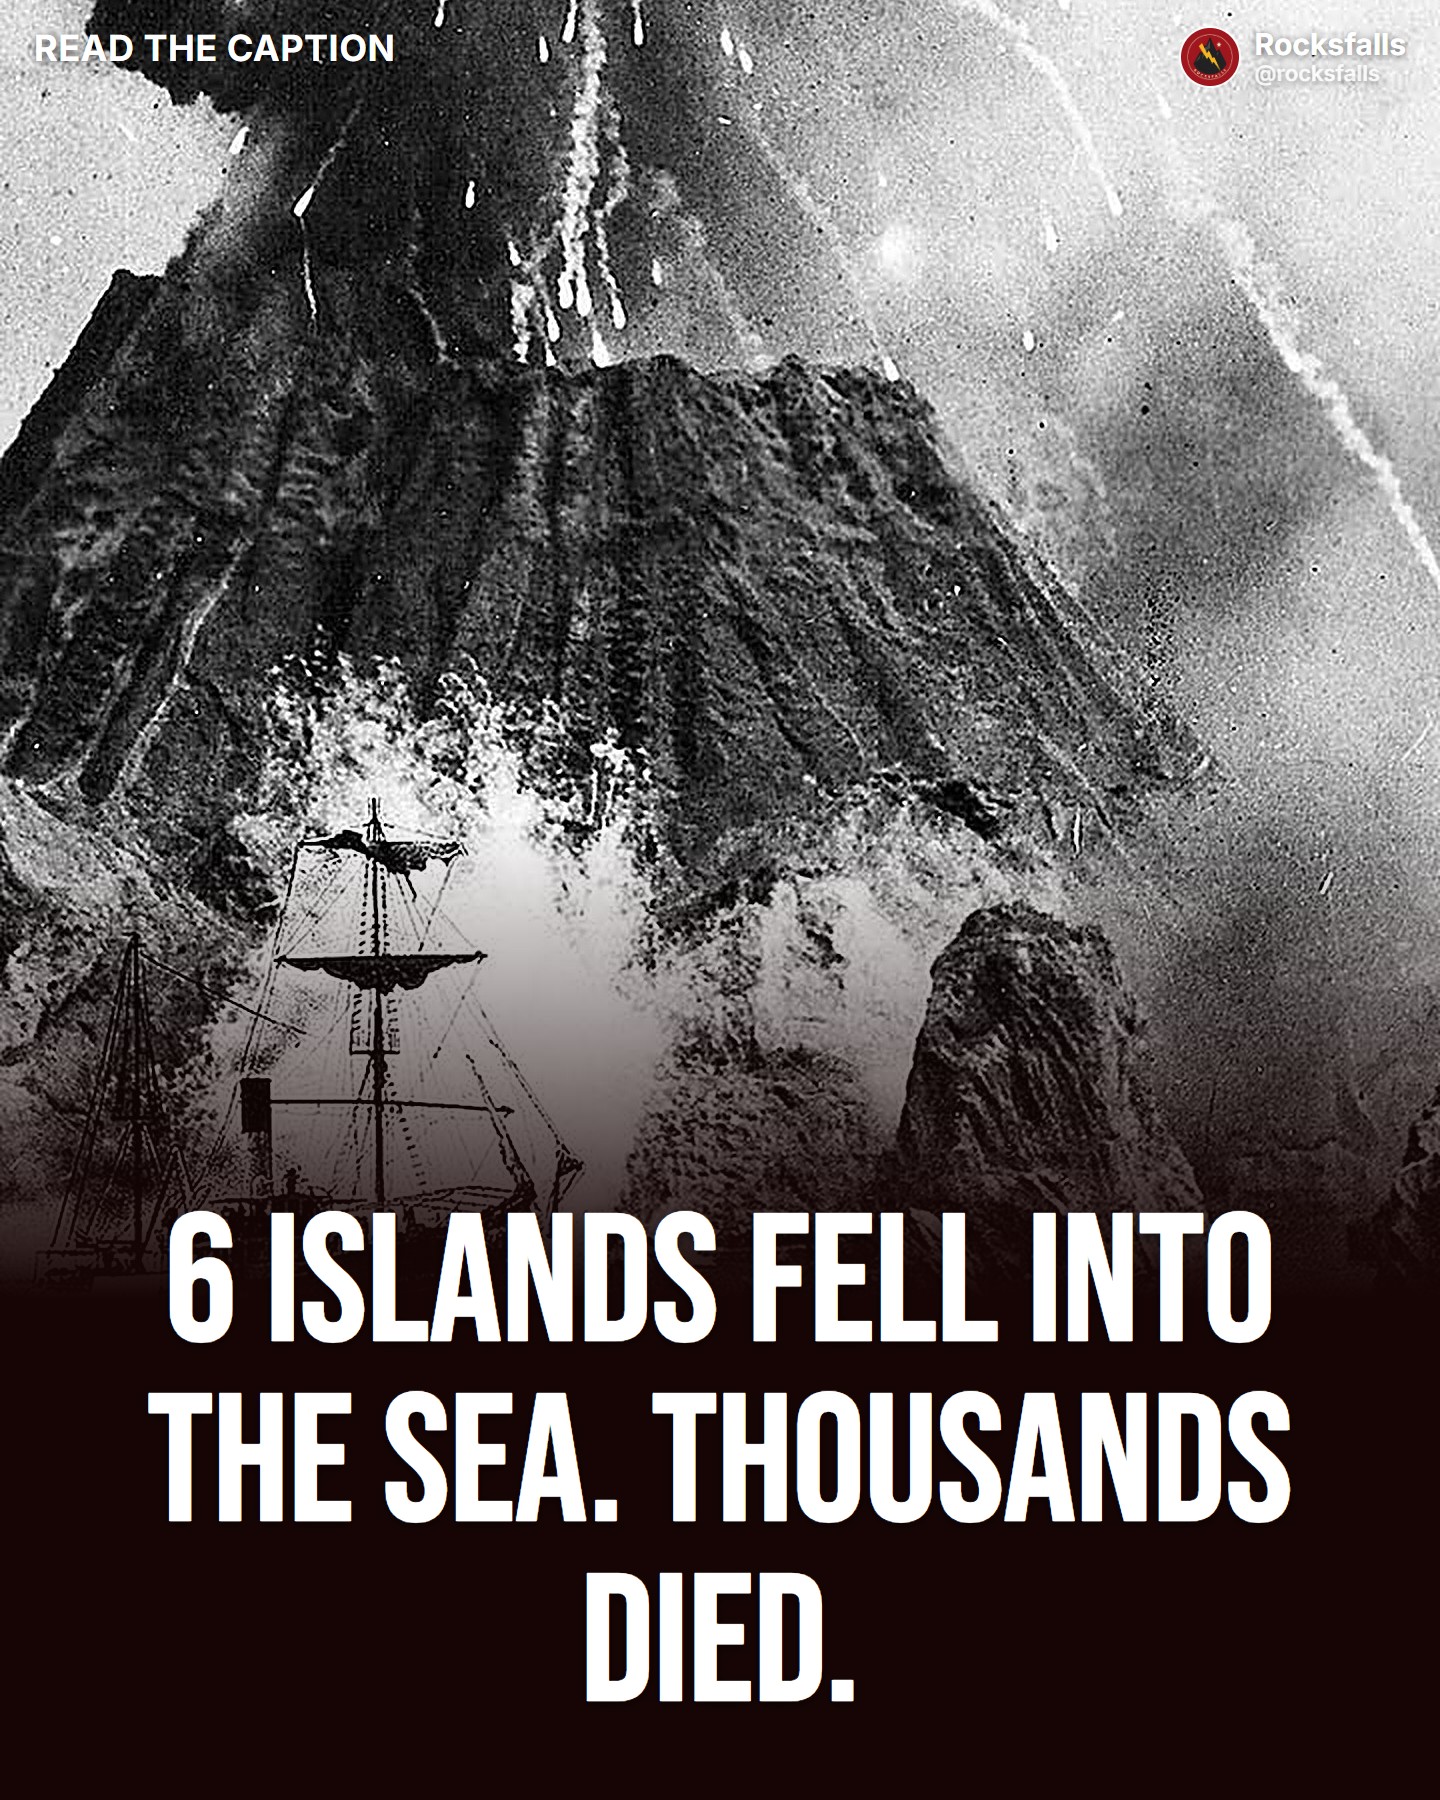 READ THE CAPTION
Rocksfalls
@rocksfalls
6 ISLANDS FELL INTO
THE SEA. THOUSANDS
DIED.